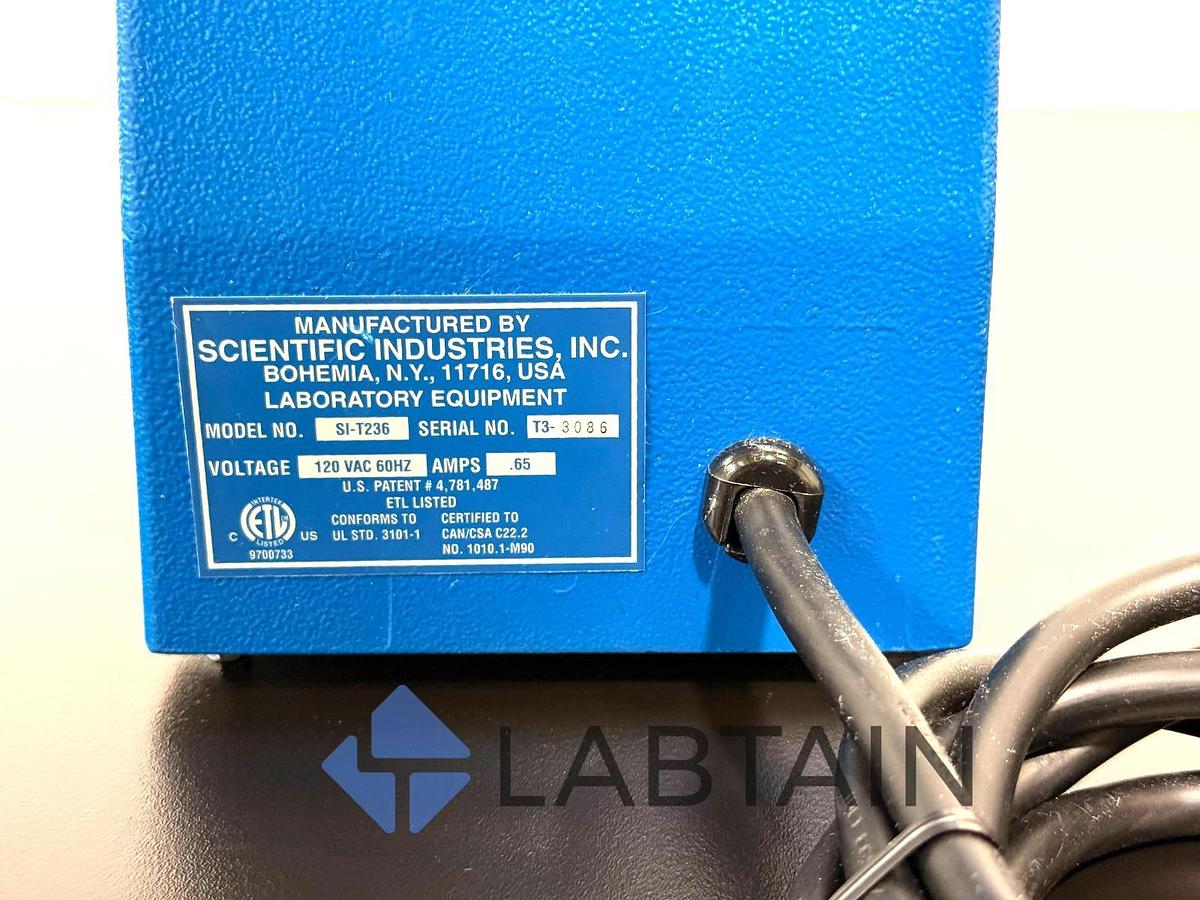 MANUFACTURED BY
SCIENTIFIC INDUSTRIES, INC.
BOHEMIA, N.Y., 11716, USA
LABORATORY EQUIPMENT
MODEL NO. SI-T236 SERIAL NO. T3- 3086
VOLTAGE 120 VAC 60HZ AMPS .65
U.S. PATENT # 4,781,487
ETL LISTED
CONFORMS TO CERTIFIED TO
UL STD. 3101-1 CAN/CSA C22.2
NO. 1010.1-M90
INTERTEK
C ETL US
LISTED
9700733
LABTAIN